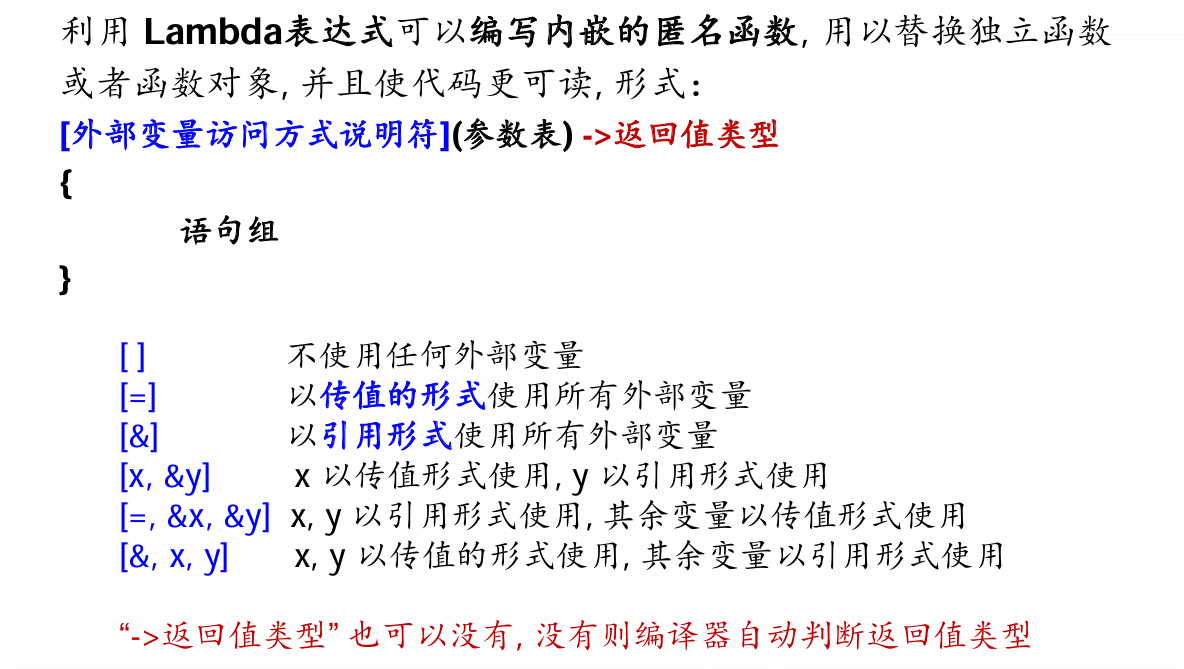 利用 Lambda表达式可以编写内嵌的匿名函数, 用以替换独立函数
或者函数对象, 并且使代码更可读, 形式:
[外部变量访问方式说明符](参数表) ->返回值类型
{
语句组
}
[ ] 不使用任何外部变量
[=] 以传值的形式使用所有外部变量
[&] 以引用形式使用所有外部变量
[x, &y] x 以传值形式使用, y 以引用形式使用
[=, &x, &y] x, y 以引用形式使用, 其余变量以传值形式使用
[&, x, y] x, y 以传值的形式使用, 其余变量以引用形式使用
“->返回值类型” 也可以没有, 没有则编译器自动判断返回值类型